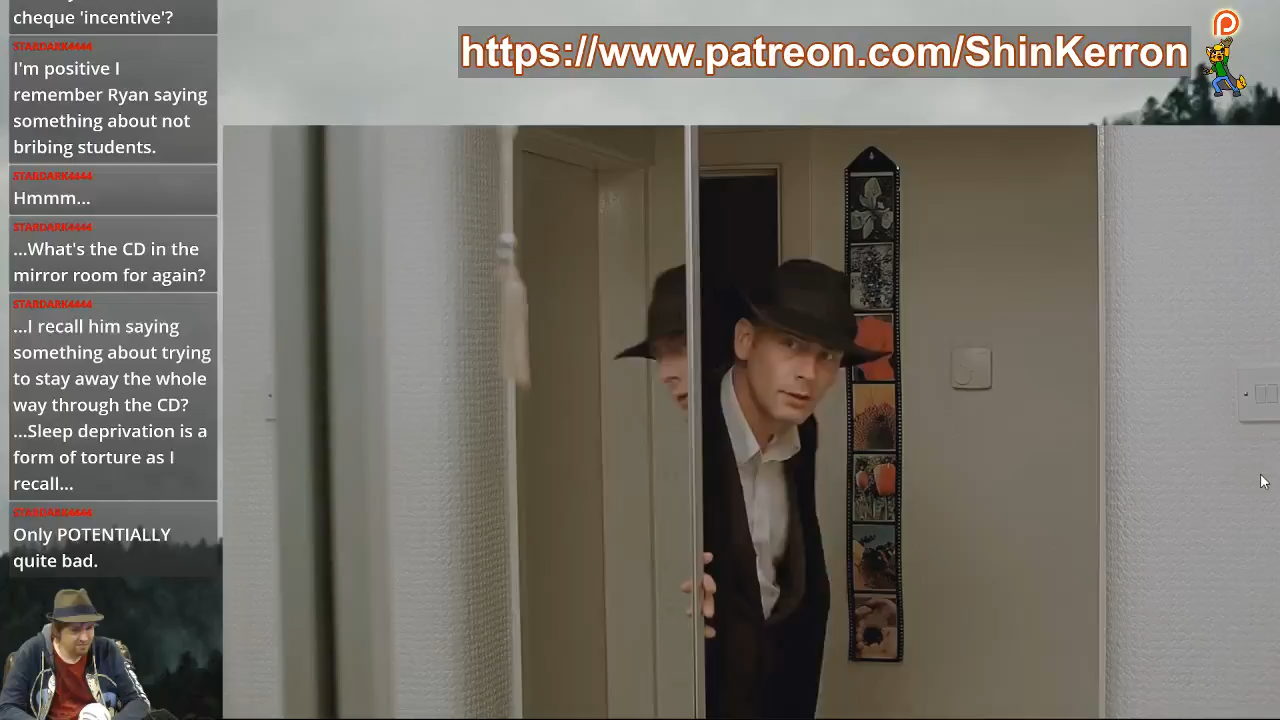 cheque 'incentive'?
https://www.patreon.com/ShinKerron
STARDARK4444
I'm positive I
remember Ryan saying
something about not
bribing students.
STARDARK4444
Hmmm...
STARDARK4444
...What's the CD in the
mirror room for again?
STARDARK4444
...I recall him saying
something about trying
to stay away the whole
way through the CD?
...Sleep deprivation is a
form of torture as I
recall...
STARDARK4444
Only POTENTIALLY
quite bad.